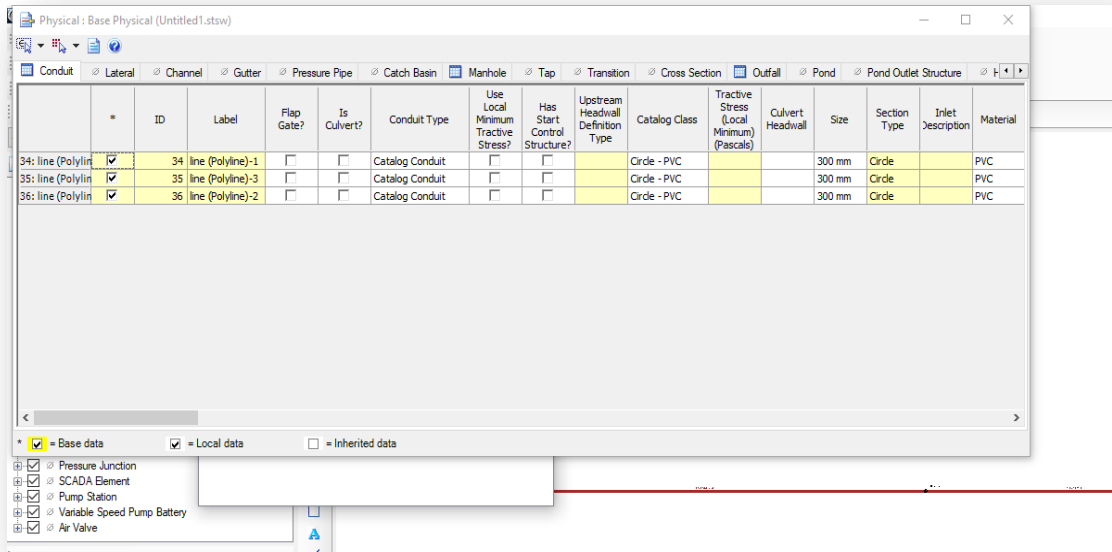 Physical : Base Physical (Untitled1.stsw)
Conduit Lateral Channel Gutter Pressure Pipe Catch Basin Manhole Tap Transition Cross Section Outfall Pond Pond Outlet Structure
* ID Label Flap Gate? Is Culvert? Conduit Type Use Local Minimum Tractive Stress? Has Start Control Structure? Upstream Headwall Definition Type Catalog Class Tractive Stress (Local Minimum) (Pascals) Culvert Headwall Size Section Type Inlet Description Material
34: line (Polylin 34 line (Polyline)-1 Catalog Conduit Circle - PVC 300 mm Circle PVC
35: line (Polylin 35 line (Polyline)-3 Catalog Conduit Circle - PVC 300 mm Circle PVC
36: line (Polylin 36 line (Polyline)-2 Catalog Conduit Circle - PVC 300 mm Circle PVC
* = Base data = Local data = Inherited data
Pressure Junction
SCADA Element
Pump Station
Variable Speed Pump Battery
Air Valve
A